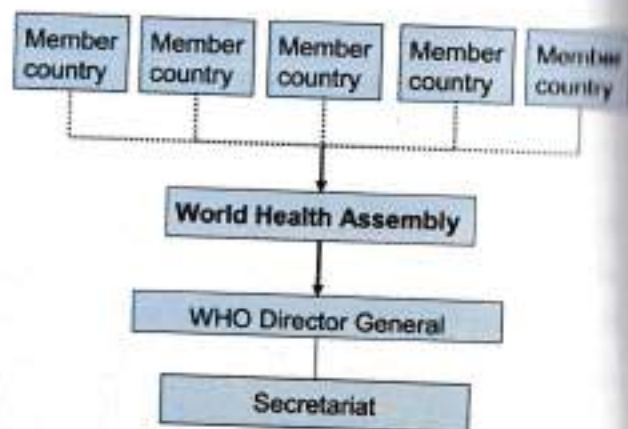 Member
country
Member
country
Member
country
Member
country
Member
country
World Health Assembly
WHO Director General
Secretariat